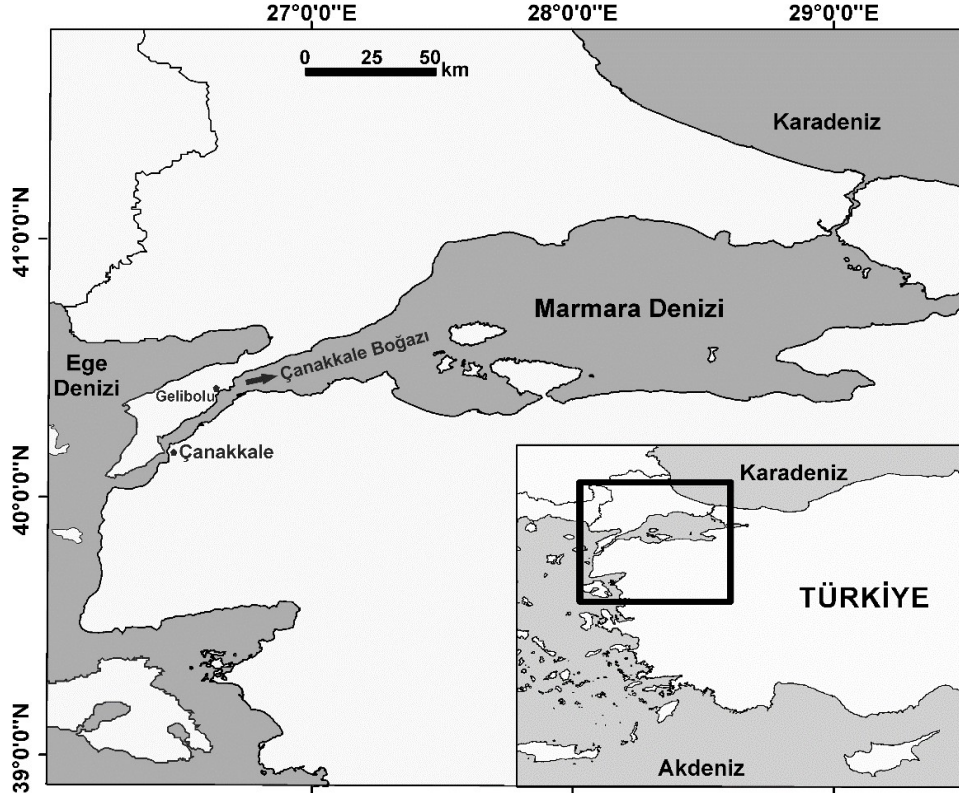 27°0'0"E
28°0'0"E
29°0'0"E
0 25 50
km
Karadeniz
41°0'0"N
Marmara Denizi
Çanakkale Boğazı
Ege
Denizi
Gelibolu
Çanakkale
40°0'0"N
Karadeniz
TÜRKİYE
39°0'0"N
Akdeniz